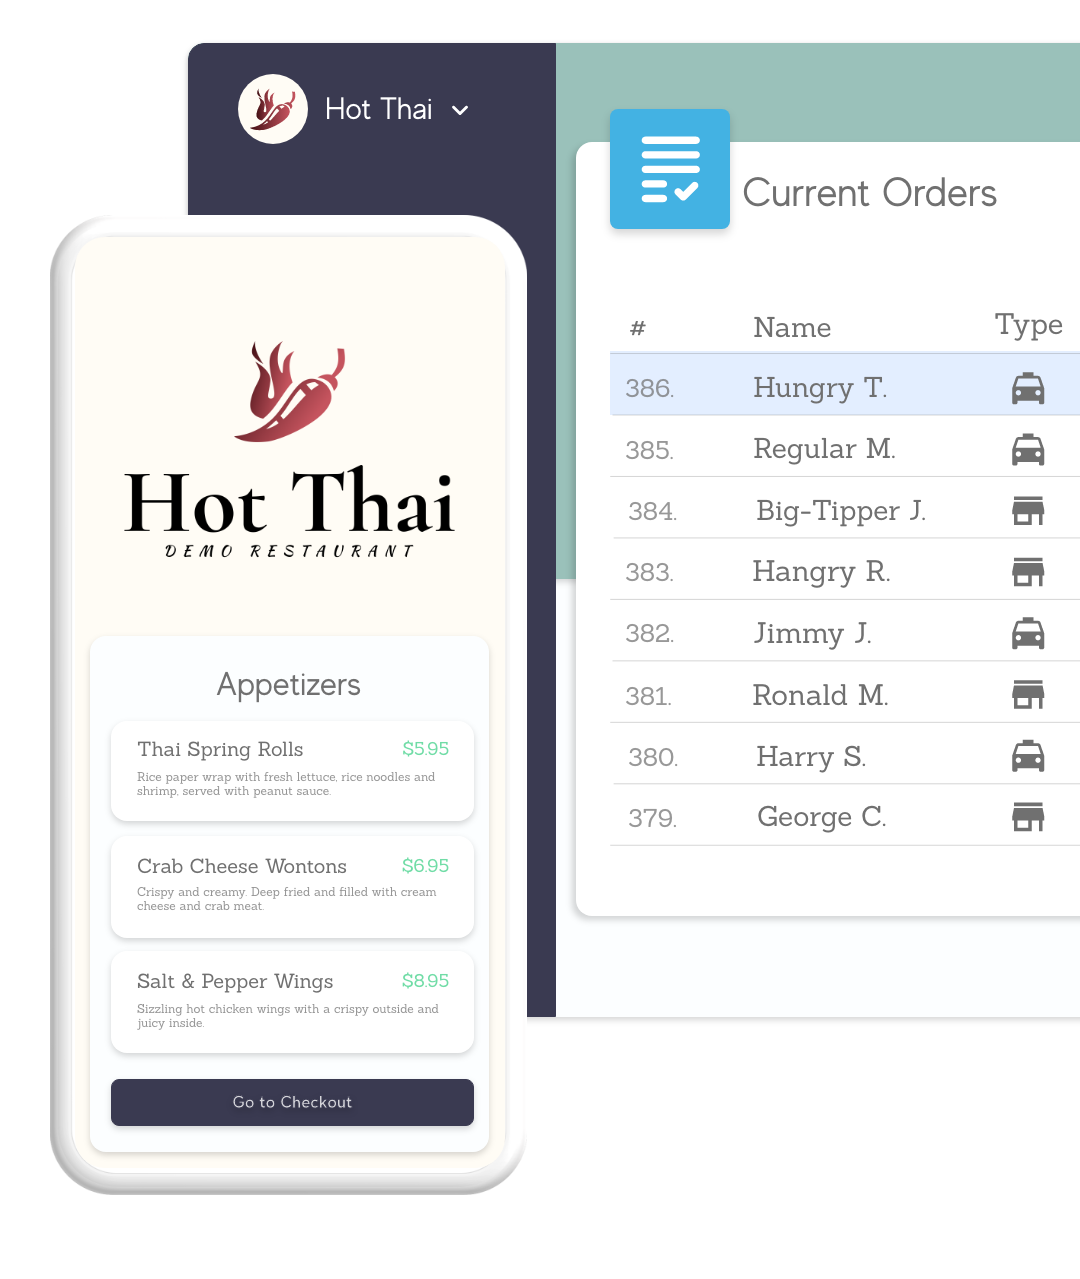 Hot Thai
Current Orders
# Name Type
386. Hungry T.
385. Regular M.
384. Big-Tipper J.
383. Hangry R.
382. Jimmy J.
381. Ronald M.
380. Harry S.
379. George C.
Hot Thai
DEMO RESTAURANT
Appetizers
Thai Spring Rolls $5.95
Rice paper wrap with fresh lettuce, rice noodles and
shrimp, served with peanut sauce.
Crab Cheese Wontons $6.95
Crispy and creamy. Deep fried and filled with cream
cheese and crab meat.
Salt & Pepper Wings $8.95
Sizzling hot chicken wings with a crispy outside and
juicy inside.
Go to Checkout